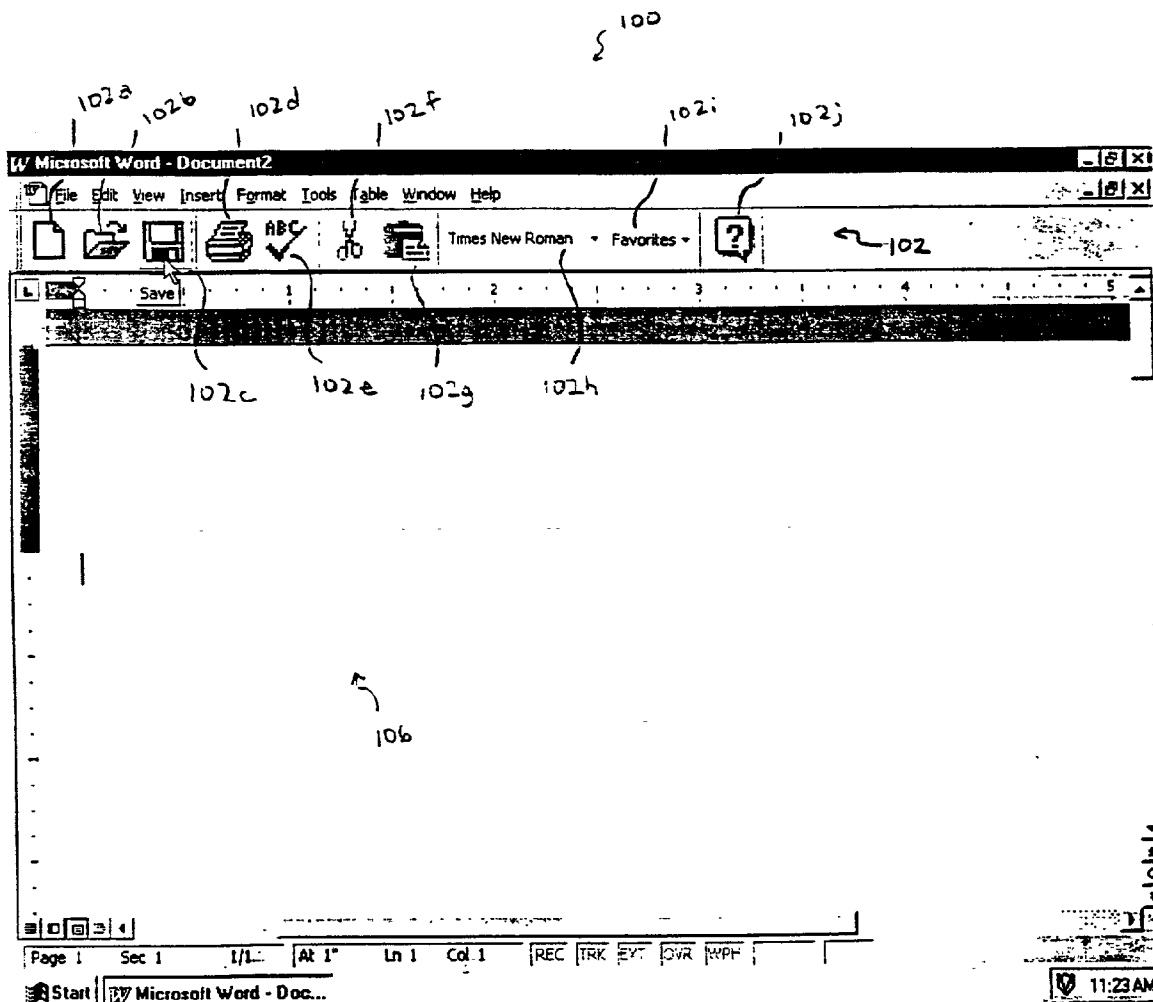 100
102a 102b 102d 102f 102i 102j
Microsoft Word - Document2
File Edit View Insert Format Tools Table Window Help
ABC
Times New Roman Favorites ? 102
L 1 2 3 4 5
Save
102c 102e 102g 102h
106
Page 1 Sec 1 At 1" Ln 1 Col 1 REC TRK EXT OVR WPH
Start Microsoft Word - Doc... 11:23AM